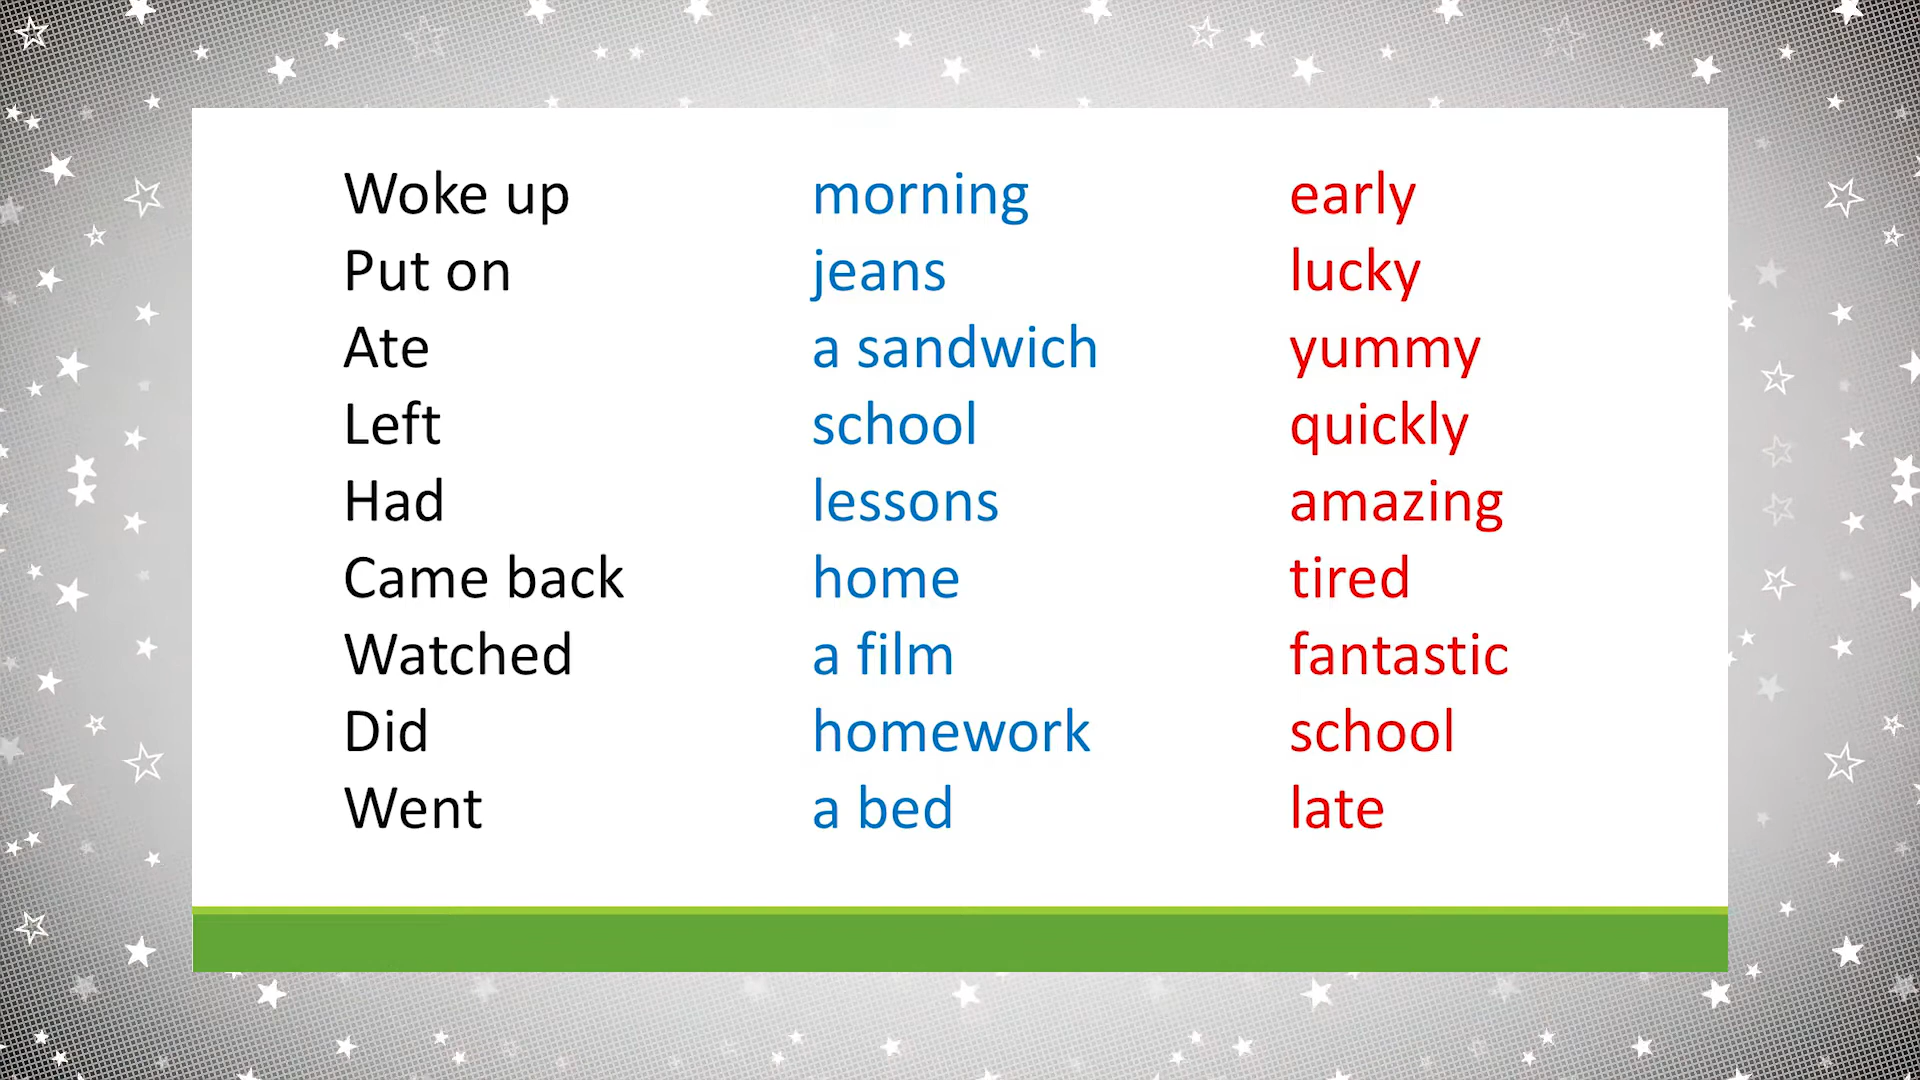 Woke up morning early
Put on jeans lucky
Ate a sandwich yummy
Left school quickly
Had lessons amazing
Came back home tired
Watched a film fantastic
Did homework school
Went a bed late